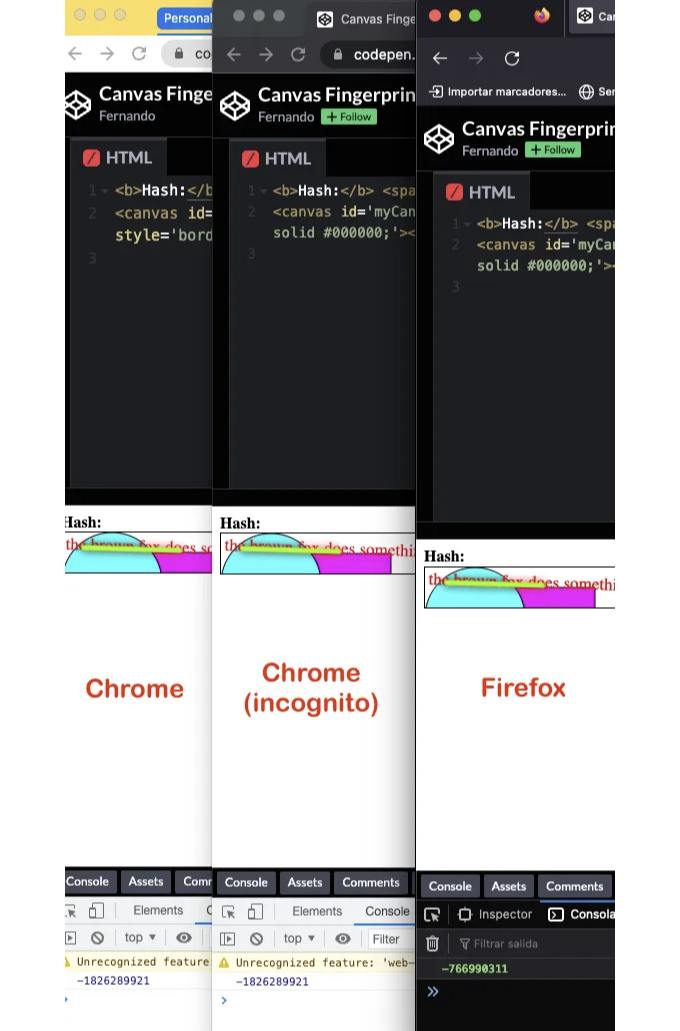 Personal
co
Canvas Finge
Fernando
HTML
1 <b>Hash:</b
2 <canvas id=
style='bord
3
Hash:
the brown fox does so
Chrome
Console Assets Comm
Elements C
top
Unrecognized feature
-1826289921
Canvas Finge
codepen.
Canvas Fingerprin
Fernando + Follow
HTML
1 <b>Hash:</b> <spa
2 <canvas id='myCan
solid #000000;'><
3
Hash:
the brown fox does somethi
Chrome
(incognito)
Console Assets Comments
Elements Console
top Filter
Unrecognized feature: 'web-
-1826289921
Can
Importar marcadores... Ser
Canvas Fingerprin
Fernando + Follow
HTML
1 <b>Hash:</b> <spa
2 <canvas id='myCan
solid #000000;'><
3
Hash:
the brown fox does somethi
Firefox
Console Assets Comments
Inspector Consola
Filtrar salida
-766990311